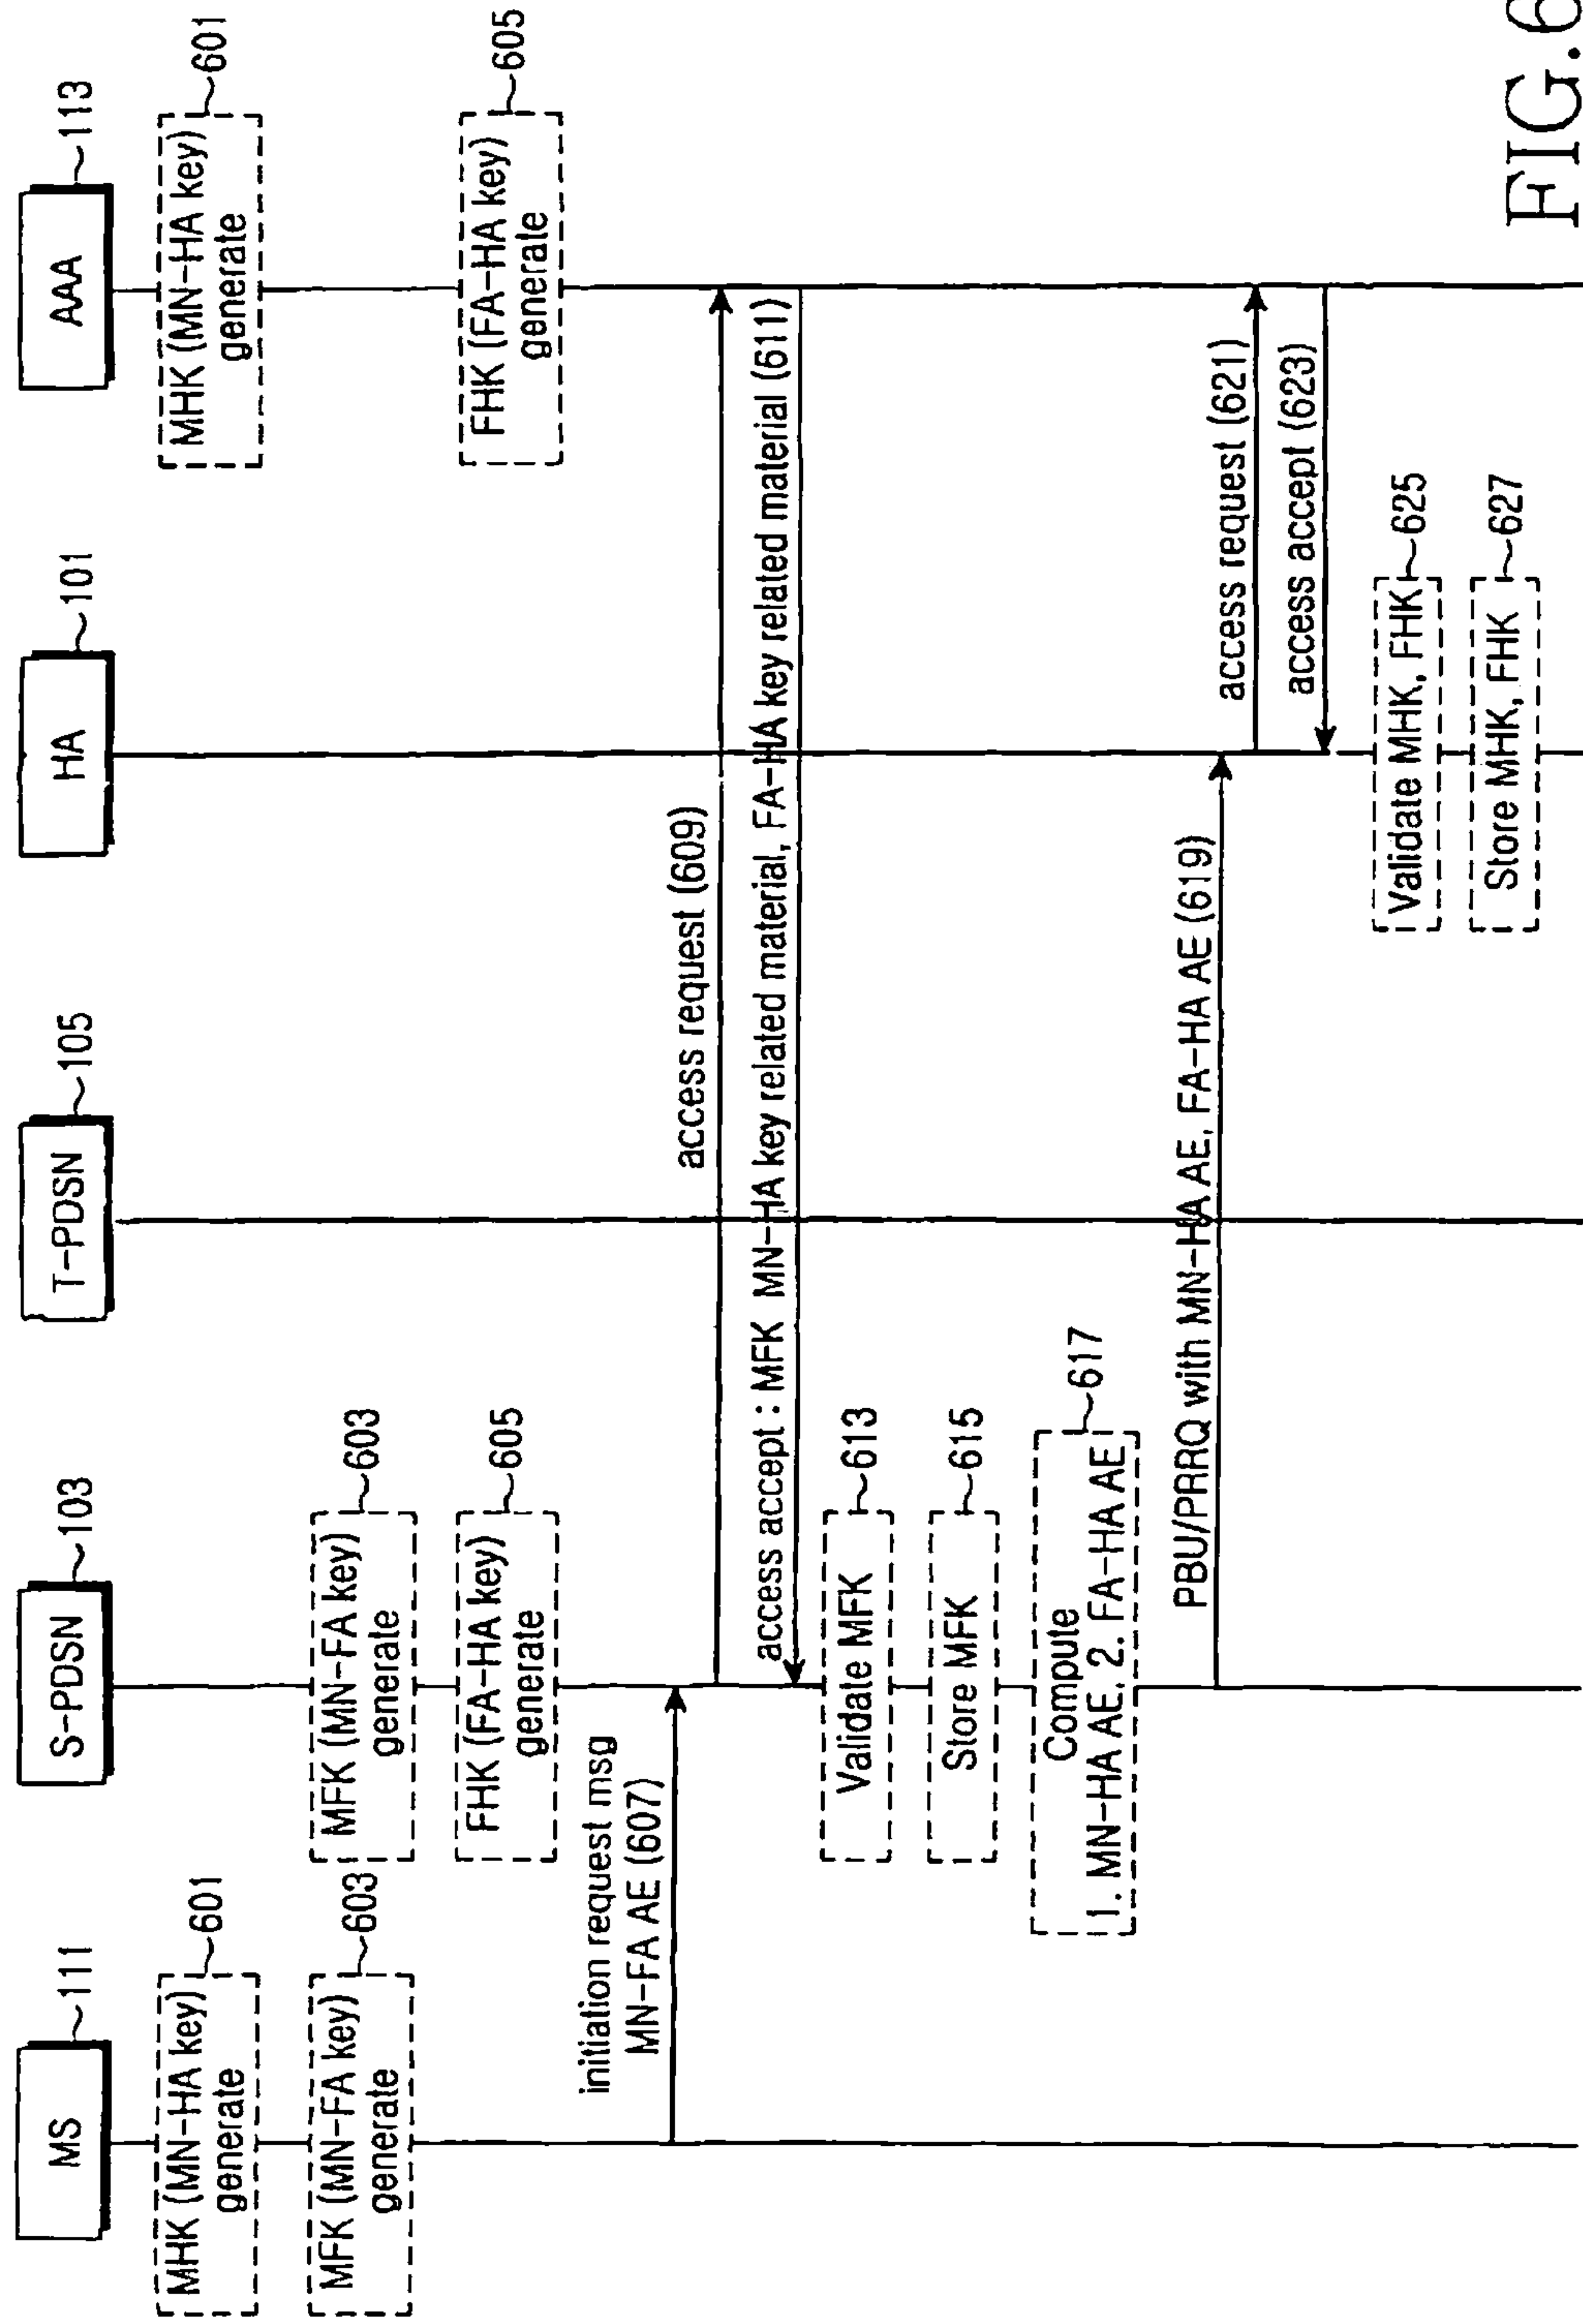 MS
~111
S-PDSN
~103
T-PDSN
~105
HA
~101
AAA
~113
MHK (MN-HA key)
generate
~601
MHK (MN-HA key)
generate
~601
MFK (MN-FA key)
generate
~603
MFK (MN-FA key)
generate
~603
FHK (FA-HA key)
generate
~605
FHK (FA-HA key)
generate
~605
initiation request msg
MN-FA AE (607)
access request (609)
access accept : MFK MN-HA key related material, FA-HA key related material (611)
Validate MFK
~613
Store MFK
~615
Compute
1. MN-HA AE, 2. FA-HA AE
~617
PBU/PRRQ with MN-HA AE, FA-HA AE (619)
access request (621)
access accept (623)
Validate MHK, FHK
~625
Store MHK, FHK
~627
FIG.6